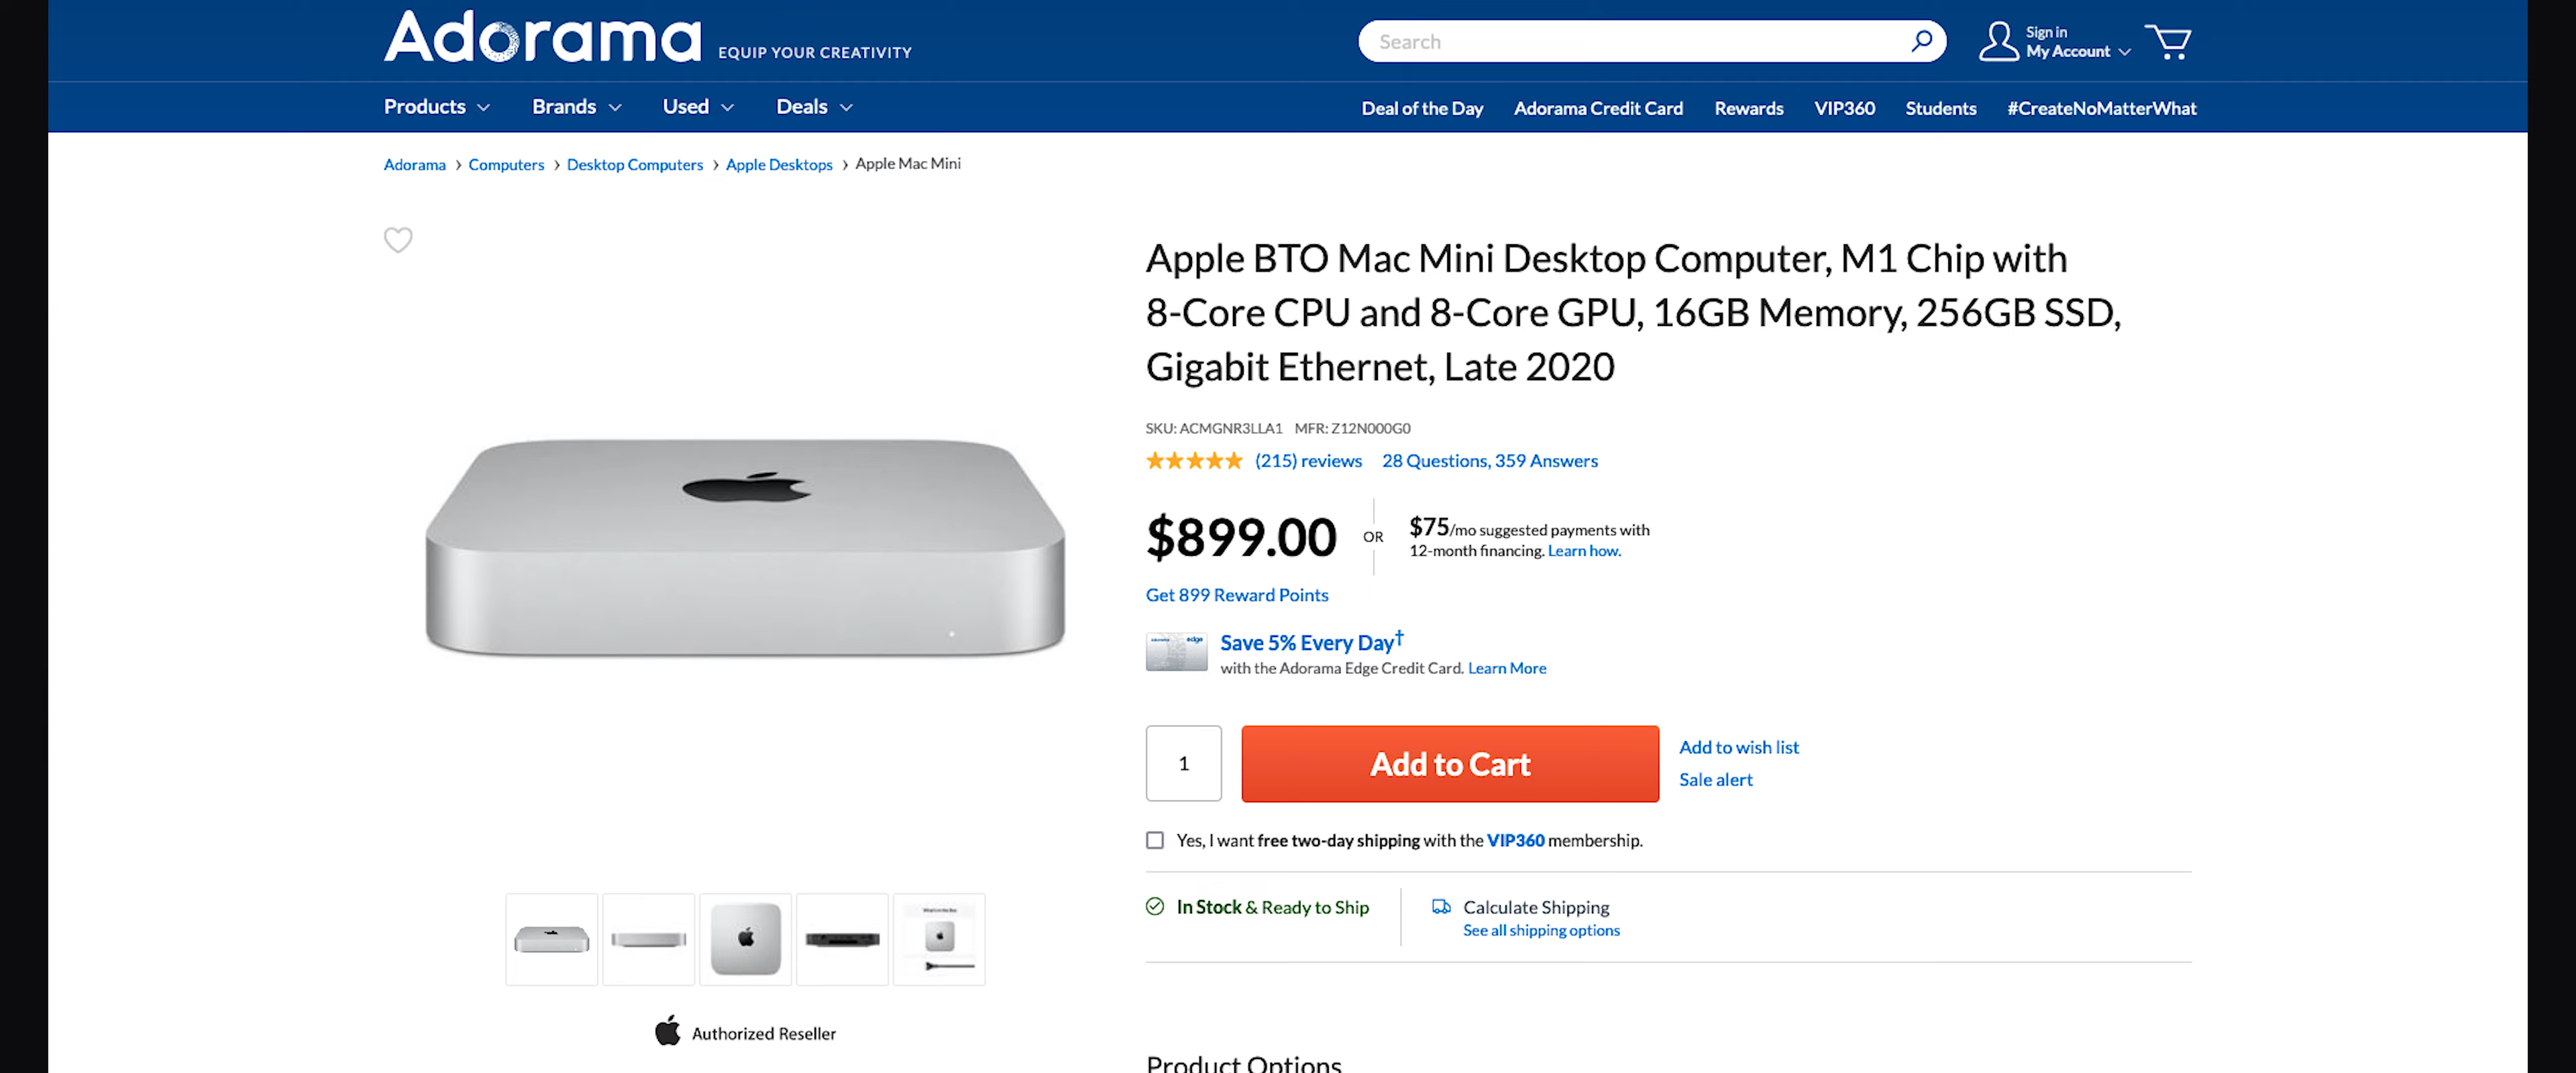 Adorama EQUIP YOUR CREATIVITY
Search
Sign in
My Account
Products Brands Used Deals
Deal of the Day Adorama Credit Card Rewards VIP360 Students #CreateNoMatterWhat
Adorama › Computers › Desktop Computers › Apple Desktops › Apple Mac Mini
Apple BTO Mac Mini Desktop Computer, M1 Chip with
8-Core CPU and 8-Core GPU, 16GB Memory, 256GB SSD,
Gigabit Ethernet, Late 2020
SKU: ACMGNR3LLA1 MFR: Z12N000G0
(215) reviews 28 Questions, 359 Answers
$899.00
OR
$75/mo suggested payments with
12-month financing. Learn how.
Get 899 Reward Points
edge
Save 5% Every Day†
with the Adorama Edge Credit Card. Learn More
1
Add to Cart
Add to wish list
Sale alert
Yes, I want free two-day shipping with the VIP360 membership.
In Stock & Ready to Ship
Calculate Shipping
See all shipping options
Authorized Reseller
Product Options